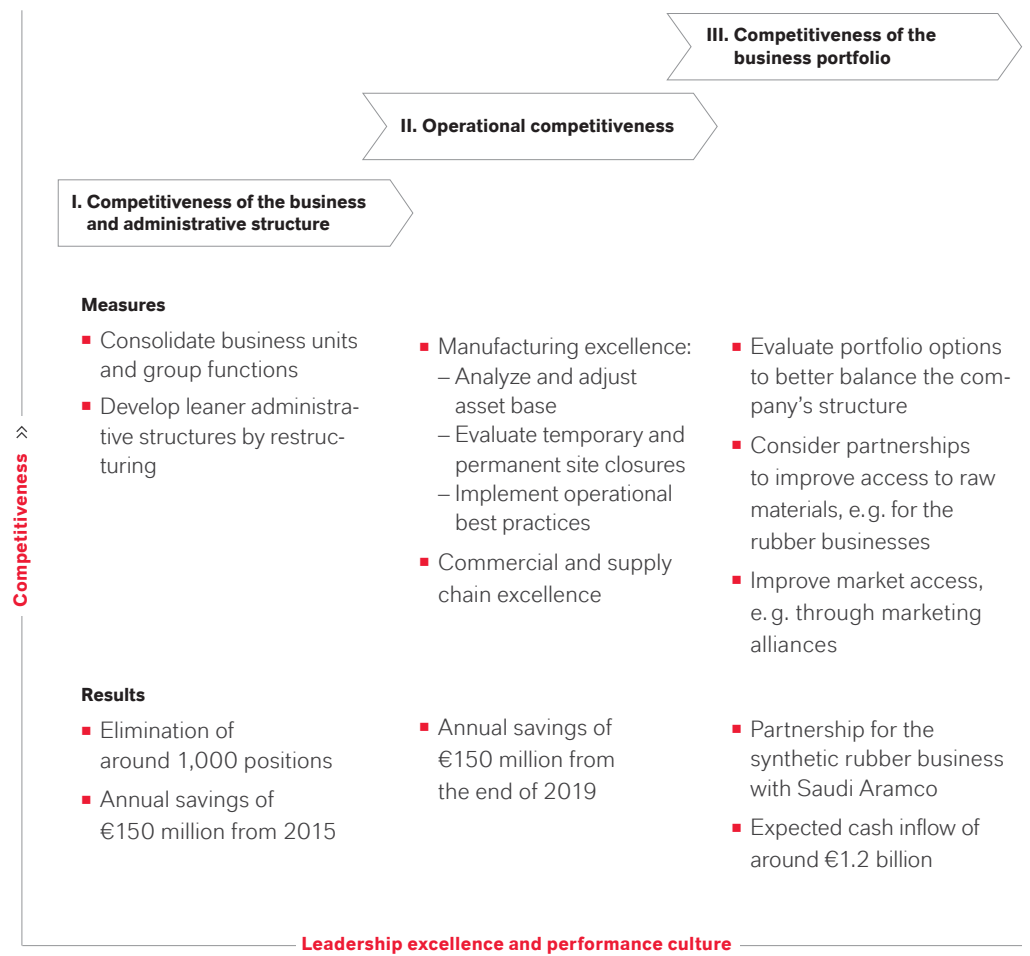 III. Competitiveness of the
business portfolio
II. Operational competitiveness
I. Competitiveness of the business
and administrative structure
Measures
■ Consolidate business units
and group functions
■ Develop leaner administra-
tive structures by restruc-
turing
■ Manufacturing excellence:
– Analyze and adjust
asset base
– Evaluate temporary and
permanent site closures
– Implement operational
best practices
■ Commercial and supply
chain excellence
■ Evaluate portfolio options
to better balance the com-
pany’s structure
■ Consider partnerships
to improve access to raw
materials, e. g. for the
rubber businesses
■ Improve market access,
e. g. through marketing
alliances
Results
■ Elimination of
around 1,000 positions
■ Annual savings of
€150 million from 2015
■ Annual savings of
€150 million from
the end of 2019
■ Partnership for the
synthetic rubber business
with Saudi Aramco
■ Expected cash inflow of
around €1.2 billion
Competitiveness »
Leadership excellence and performance culture